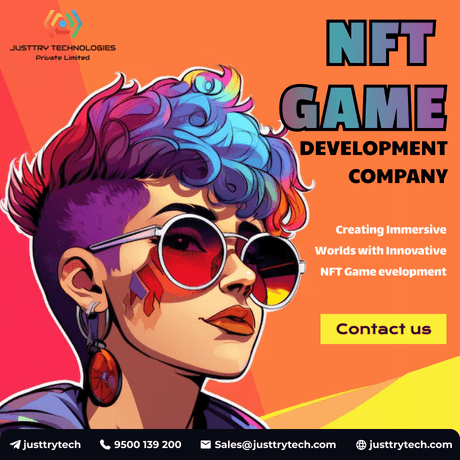 JUSTTRY TECHNOLOGIES
Private Limited
NFT
GAME
DEVELOPMENT
COMPANY
Creating Immersive
Worlds with Innovative
NFT Game evelopment
Contact us
justtrytech
9500 139 200
Sales@justtrytech.com
justtrytech.com